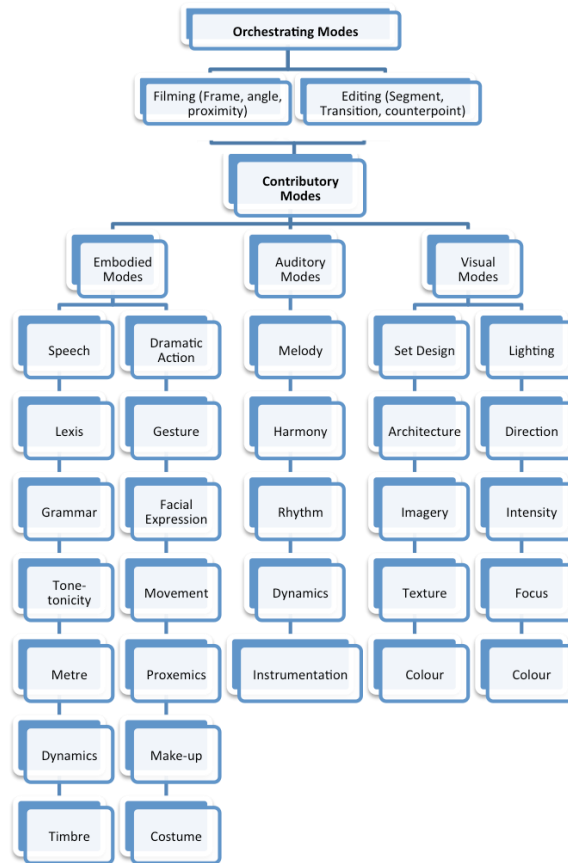 Orchestrating Modes
Filming (Frame, angle,
proximity)
Editing (Segment,
Transition, counterpoint)
Contributory
Modes
Embodied
Modes
Auditory
Modes
Visual
Modes
Speech
Dramatic
Action
Melody
Set Design
Lighting
Lexis
Gesture
Harmony
Architecture
Direction
Grammar
Facial
Expression
Rhythm
Imagery
Intensity
Tone-
tonicity
Movement
Dynamics
Texture
Focus
Metre
Proxemics
Instrumentation
Colour
Colour
Dynamics
Make-up
Timbre
Costume